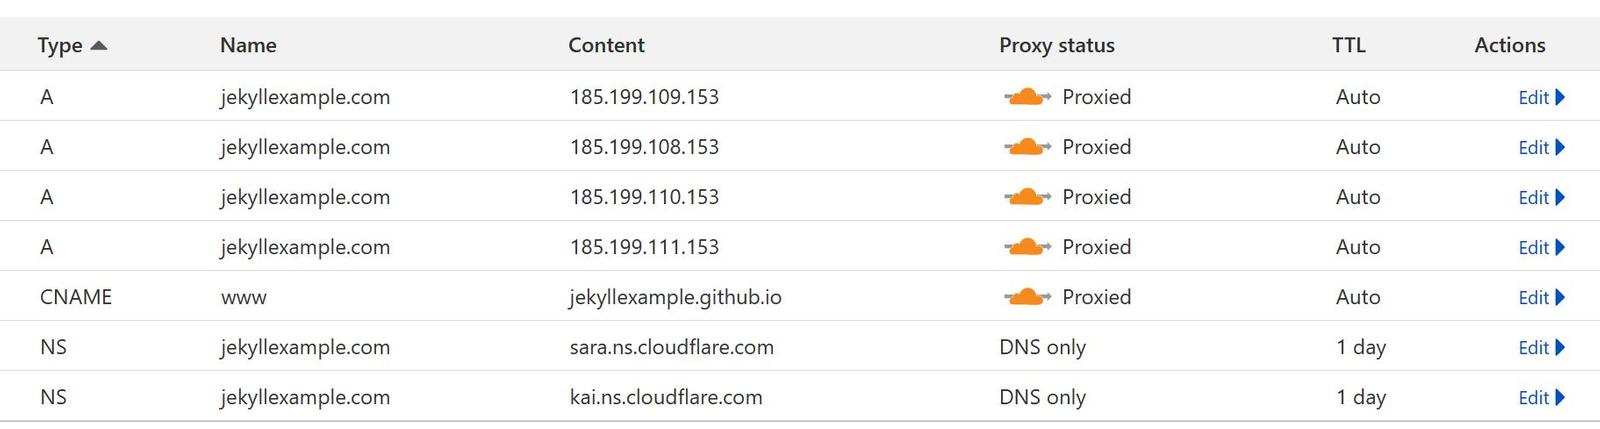 Type Name Content Proxy status TTL Actions
A jekyllexample.com 185.199.109.153 Proxied Auto Edit
A jekyllexample.com 185.199.108.153 Proxied Auto Edit
A jekyllexample.com 185.199.110.153 Proxied Auto Edit
A jekyllexample.com 185.199.111.153 Proxied Auto Edit
CNAME www jekyllexample.github.io Proxied Auto Edit
NS jekyllexample.com sara.ns.cloudflare.com DNS only 1 day Edit
NS jekyllexample.com kai.ns.cloudflare.com DNS only 1 day Edit